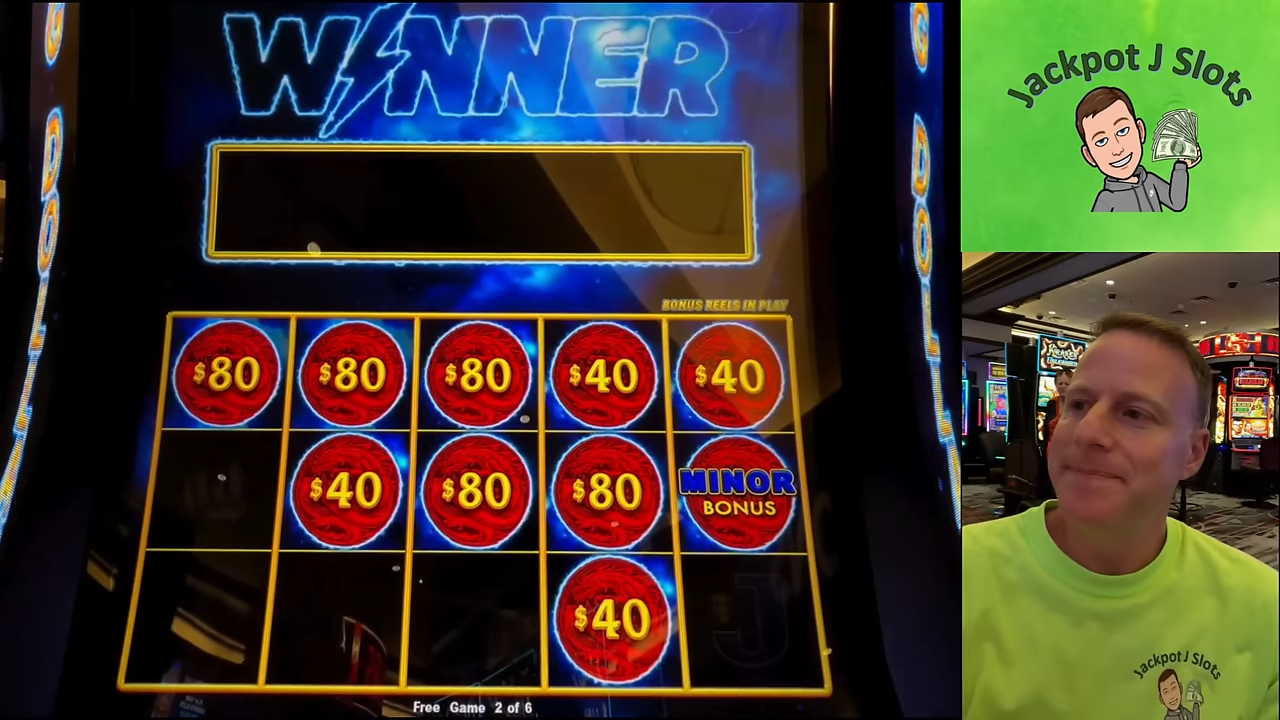 WINNER
BONUS REELS IN PLAY
$80 $80 $80 $40 $40
$40 $80 $80 MINOR
BONUS
$40
Free Game 2 of 6
Jackpot J Slots
Jackpot J Slots